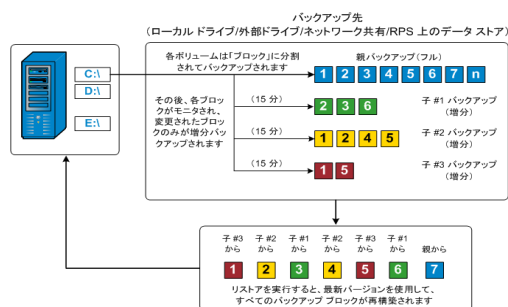 バックアップ先
(ローカルドライブ/外部ドライブ/ネットワーク共有/RPS 上のデータ ストア)
C:\
D:\
E:\
各ボリュームは「ブロック」に分割
されてバックアップされます
親バックアップ(フル)
1 2 3 4 5 6 7 n
その後、各ブロッ
クがモニタされ、
変更されたブロッ
クのみが増分バッ
クアップされます
(15 分)
2 3 6
子 #1 バックアップ
(増分)
(15 分)
1 2 4 5
子 #2 バックアップ
(増分)
(15 分)
1 5
子 #3 バックアップ
(増分)
子 #3 子 #2 子 #1 子 #2 子 #3 子 #1
から から から から から から 親から
1 2 3 4 5 6 7
リストアを実行すると、最新バージョンを使用して、
すべてのバックアップ ブロックが再構築されます